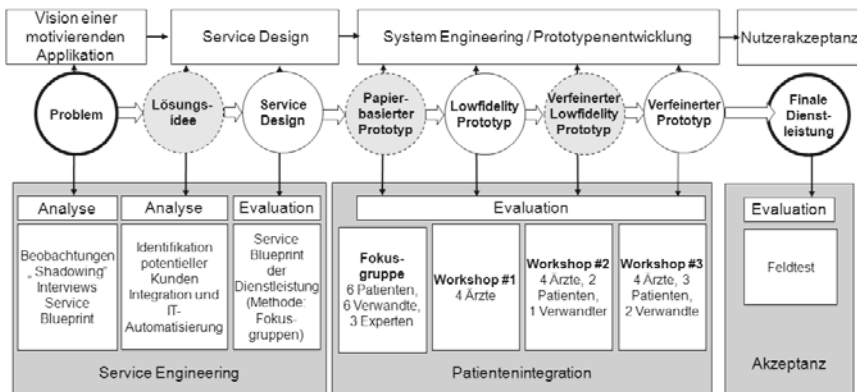 Vision einer
motivierenden
Applikation
Service Design
System Engineering / Prototypenentwicklung
Nutzerakzeptanz
Problem
Lösungs-
idee
Service
Design
Papier-
basierter
Prototyp
Lowfidelity
Prototyp
Verfeinerter
Lowfidelity
Prototyp
Verfeinerter
Prototyp
Finale
Dienst-
leistung
Analyse
Beobachtungen
„Shadowing"
Interviews
Service
Blueprint
Analyse
Identifikation
potentieller
Kunden
Integration und
IT-
Automatisierung
Evaluation
Service
Blueprint
der
Dienstleistung
(Methode:
Fokus-
gruppen)
Service Engineering
Evaluation
Fokus-
gruppe
6 Patienten,
6 Verwandte,
3 Experten
Workshop #1
4 Ärzte
Workshop #2
4 Ärzte, 2
Patienten,
1 Verwandter
Workshop #3
4 Ärzte, 3
Patienten,
2 Verwandte
Patientenintegration
Evaluation
Feldtest
Akzeptanz